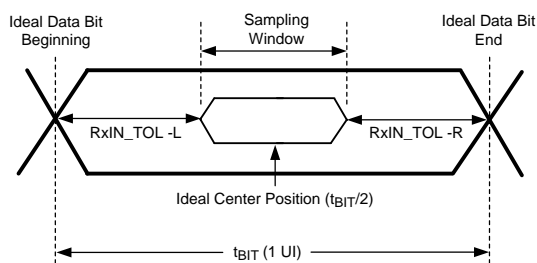 Ideal Data Bit
Beginning
Sampling
Window
Ideal Data Bit
End
RxIN_TOL -L
RxIN_TOL -R
Ideal Center Position (tBIT/2)
tBIT (1 UI)